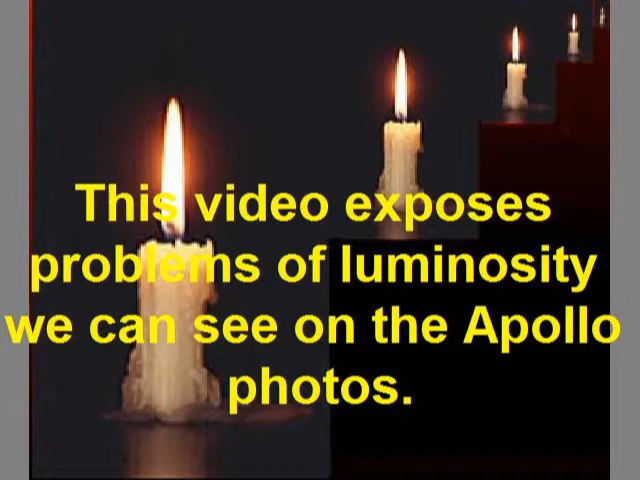 This video exposes
problems of luminosity
we can see on the Apollo
photos.